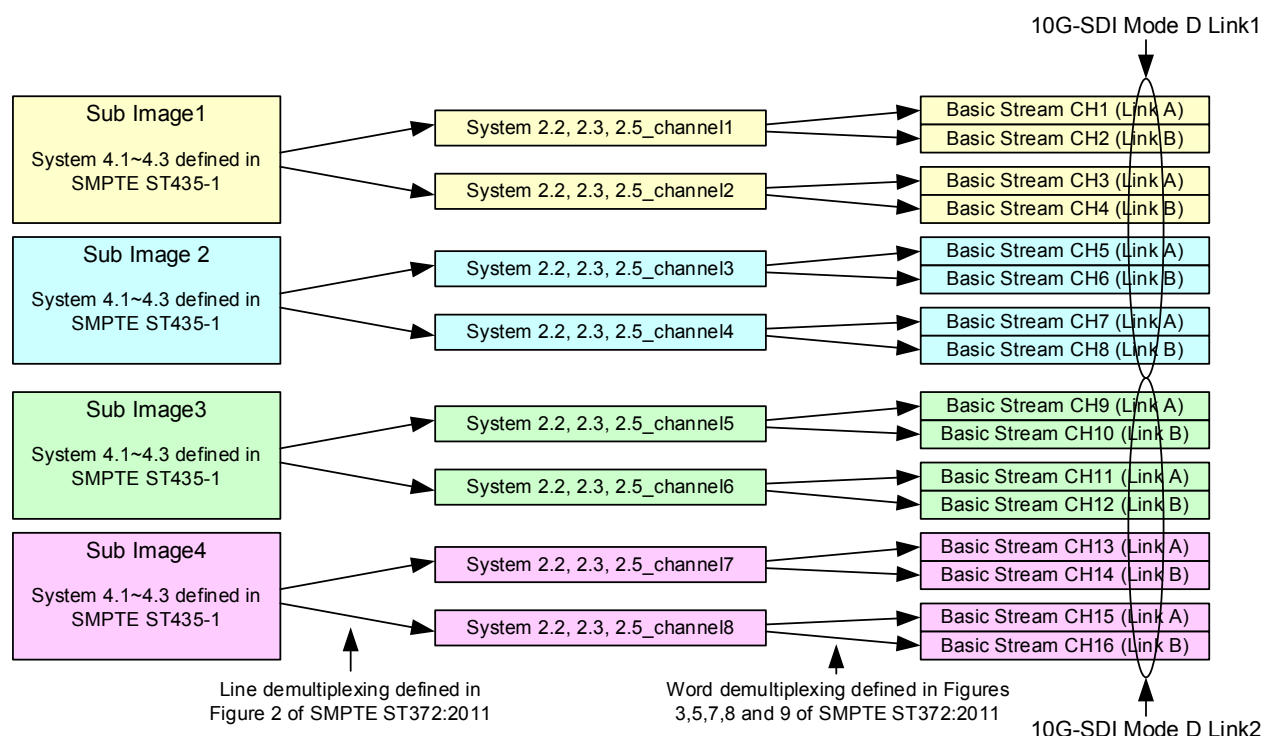 10G-SDI Mode D Link1
Sub Image1
System 4.1~4.3 defined in
SMPTE ST435-1
System 2.2, 2.3, 2.5_channel1
System 2.2, 2.3, 2.5_channel2
Basic Stream CH1 (Link A)
Basic Stream CH2 (Link B)
Basic Stream CH3 (Link A)
Basic Stream CH4 (Link B)
Sub Image 2
System 4.1~4.3 defined in
SMPTE ST435-1
System 2.2, 2.3, 2.5_channel3
System 2.2, 2.3, 2.5_channel4
Basic Stream CH5 (Link A)
Basic Stream CH6 (Link B)
Basic Stream CH7 (Link A)
Basic Stream CH8 (Link B)
Sub Image3
System 4.1~4.3 defined in
SMPTE ST435-1
System 2.2, 2.3, 2.5_channel5
System 2.2, 2.3, 2.5_channel6
Basic Stream CH9 (Link A)
Basic Stream CH10 (Link B)
Basic Stream CH11 (Link A)
Basic Stream CH12 (Link B)
Sub Image4
System 4.1~4.3 defined in
SMPTE ST435-1
System 2.2, 2.3, 2.5_channel7
System 2.2, 2.3, 2.5_channel8
Basic Stream CH13 (Link A)
Basic Stream CH14 (Link B)
Basic Stream CH15 (Link A)
Basic Stream CH16 (Link B)
Line demultiplexing defined in
Figure 2 of SMPTE ST372:2011
Word demultiplexing defined in Figures
3,5,7,8 and 9 of SMPTE ST372:2011
10G-SDI Mode D Link2